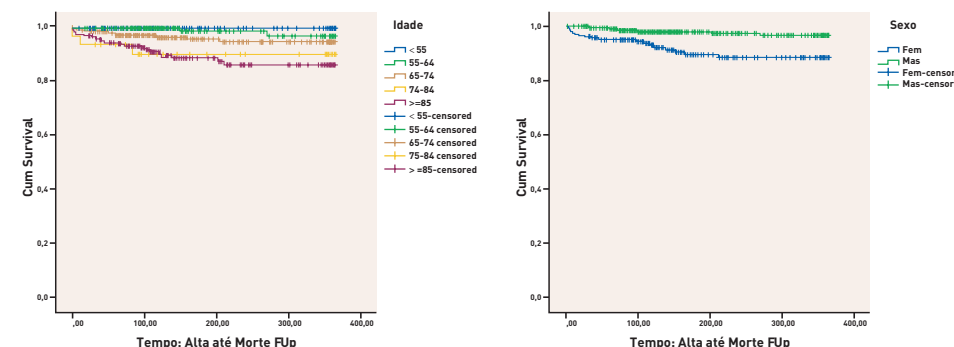 Idade
< 55
55-64
65-74
74-84
>=85
< 55-censored
55-64 censored
65-74 censored
75-84 censored
> =85-censored
1,0
0,8
0,6
0,4
0,2
0,0
Cum Survival
,00 100,00 200,00 300,00 400,00
Tempo: Alta até Morte FUp
Sexo
Fem
Mas
Fem-censor
Mas-censor
1,0
0,8
0,6
0,4
0,2
0,0
Cum Survival
,00 100,00 200,00 300,00 400,00
Tempo: Alta até Morte FUp